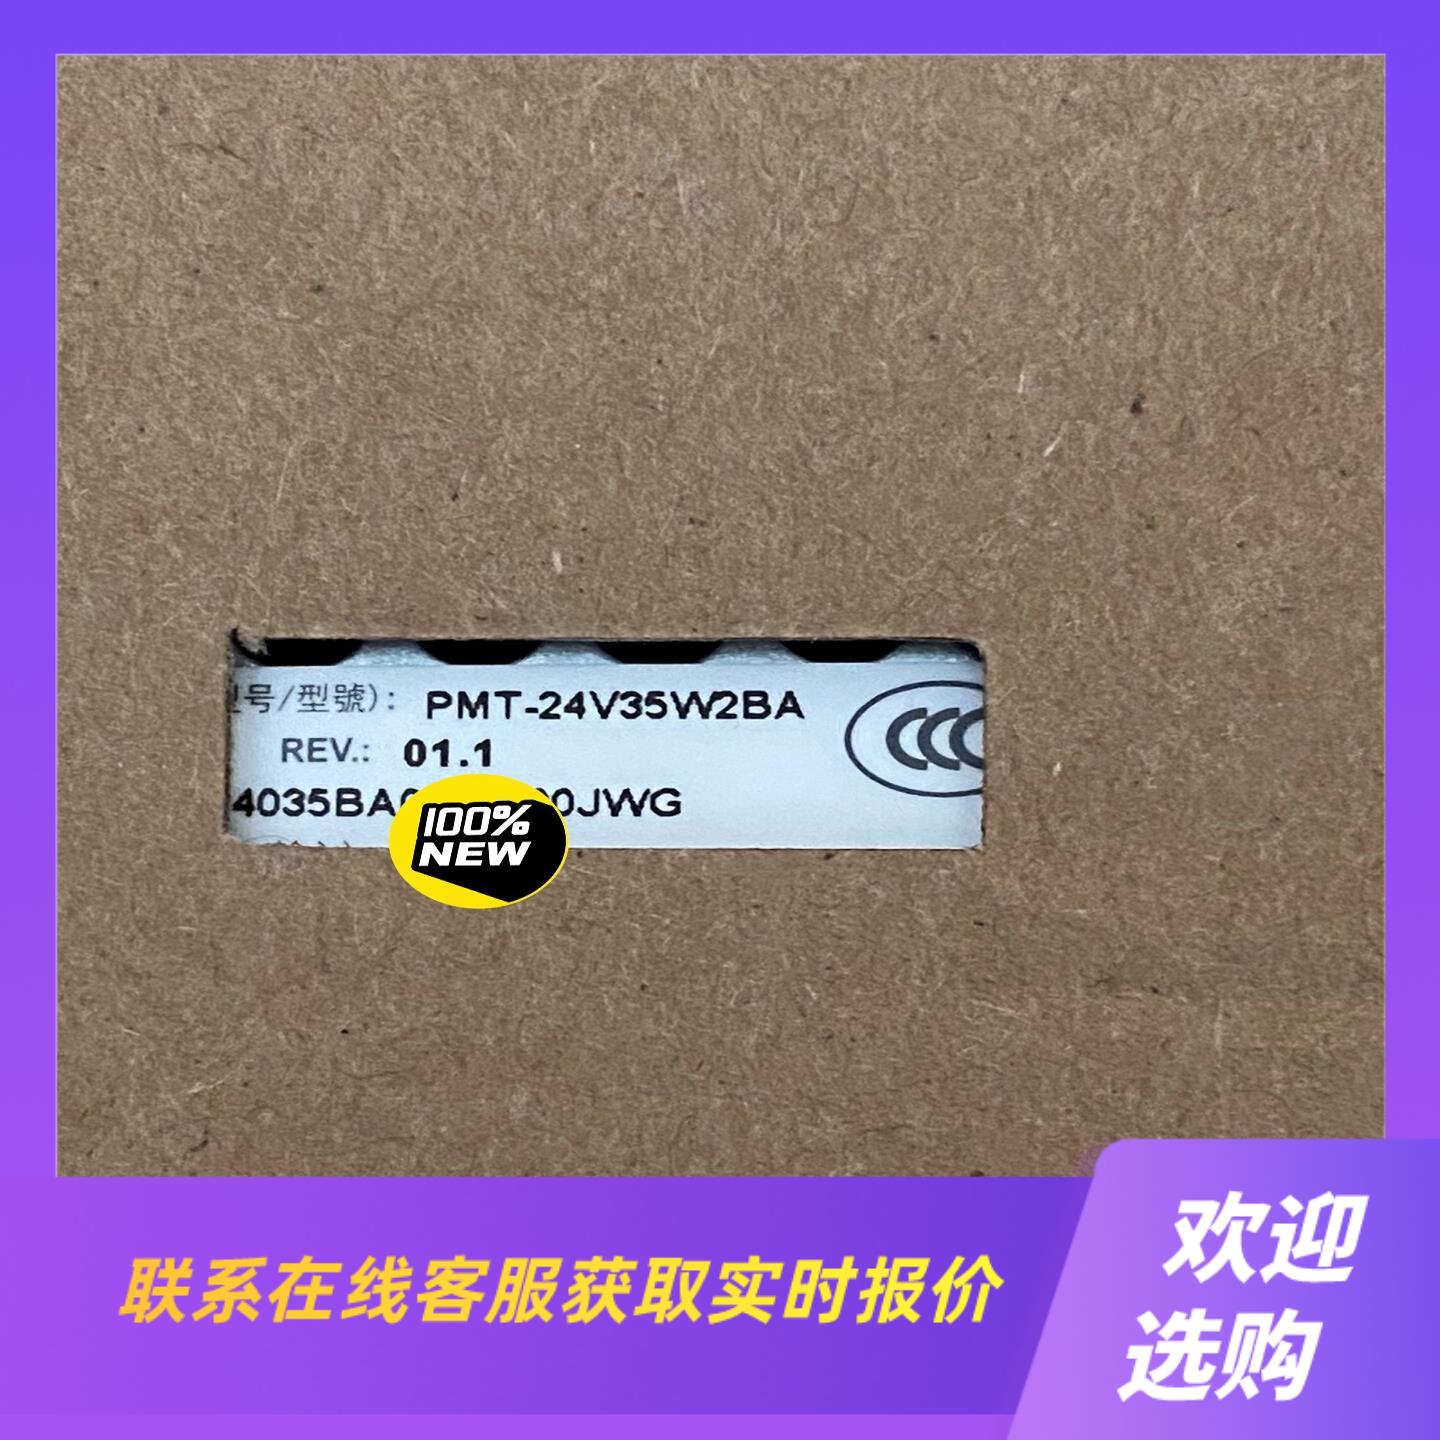 号/型號): PMT-24V35W2BA
REV.: 01.1
4035BA 0JWG
100%
NEW
联系在线客服获取实时报价
欢迎
选购